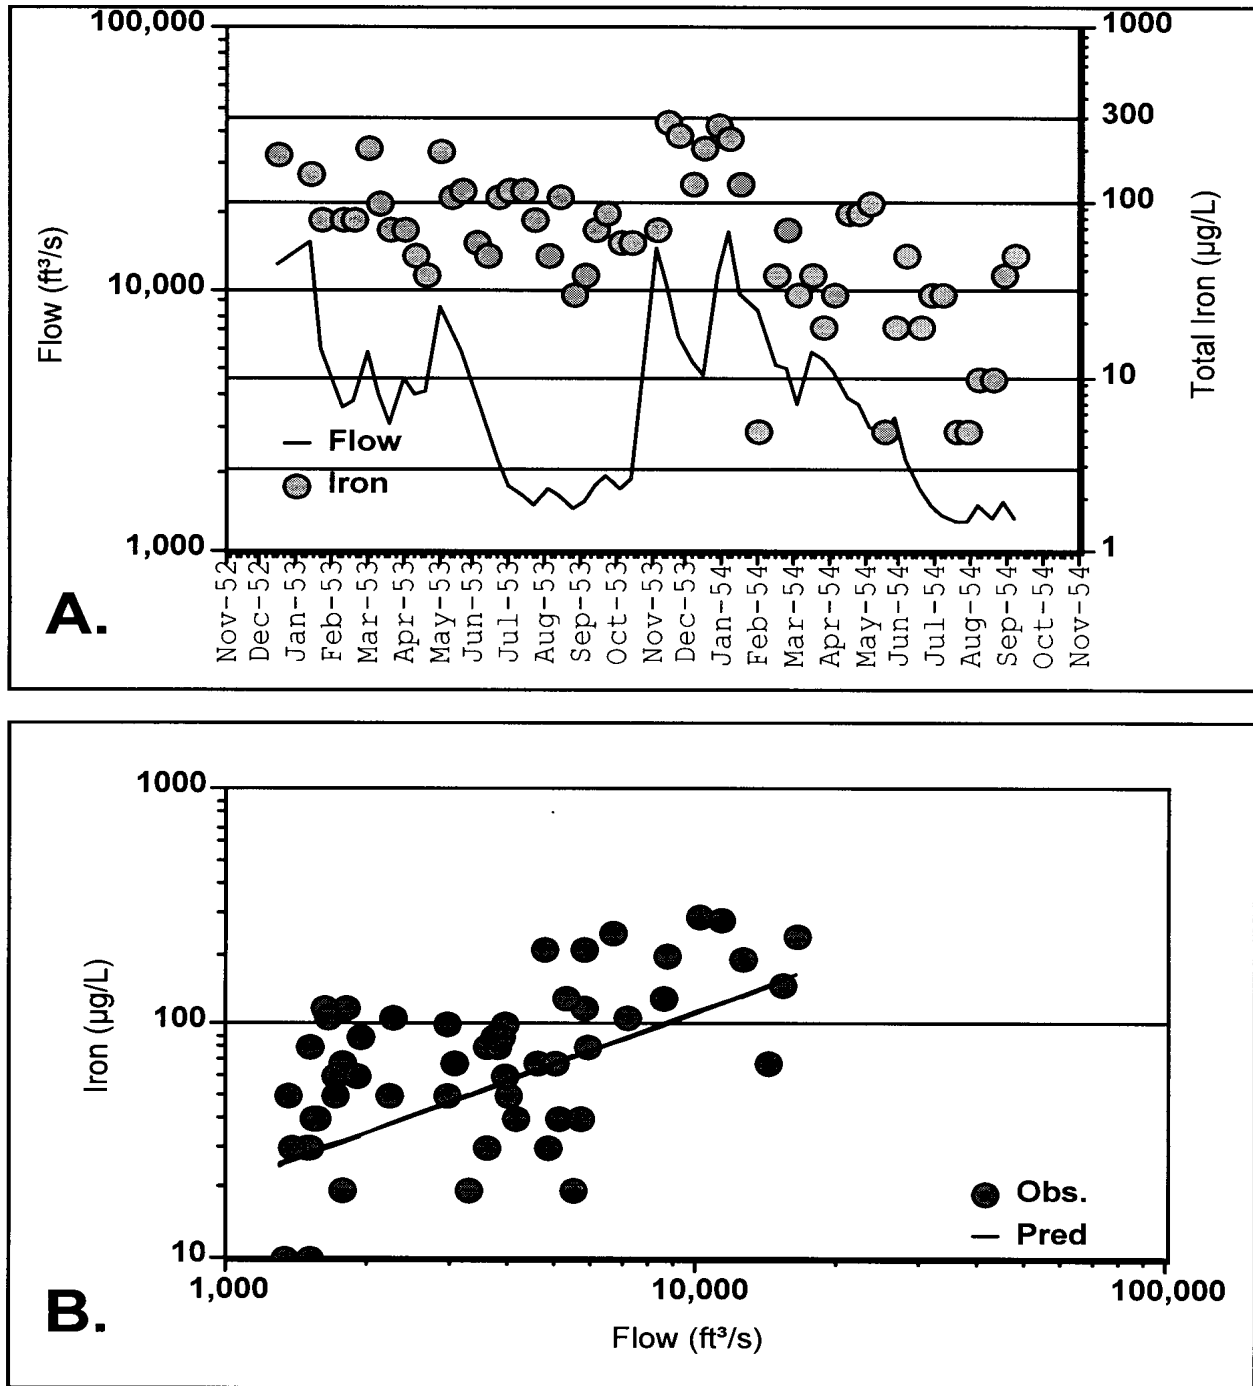 100,000
10,000
1,000
Flow (ft³/s)
1000
300
100
30
10
3
1
Total Iron (µg/L)
Flow
Iron
Nov-52
Dec-52
Jan-53
Feb-53
Mar-53
Apr-53
May-53
Jun-53
Jul-53
Aug-53
Sep-53
Oct-53
Nov-53
Dec-53
Jan-54
Feb-54
Mar-54
Apr-54
May-54
Jun-54
Jul-54
Aug-54
Sep-54
Oct-54
Nov-54
A.
1000
100
10
Iron (µg/L)
Obs.
Pred
1,000
10,000
100,000
Flow (ft³/s)
B.